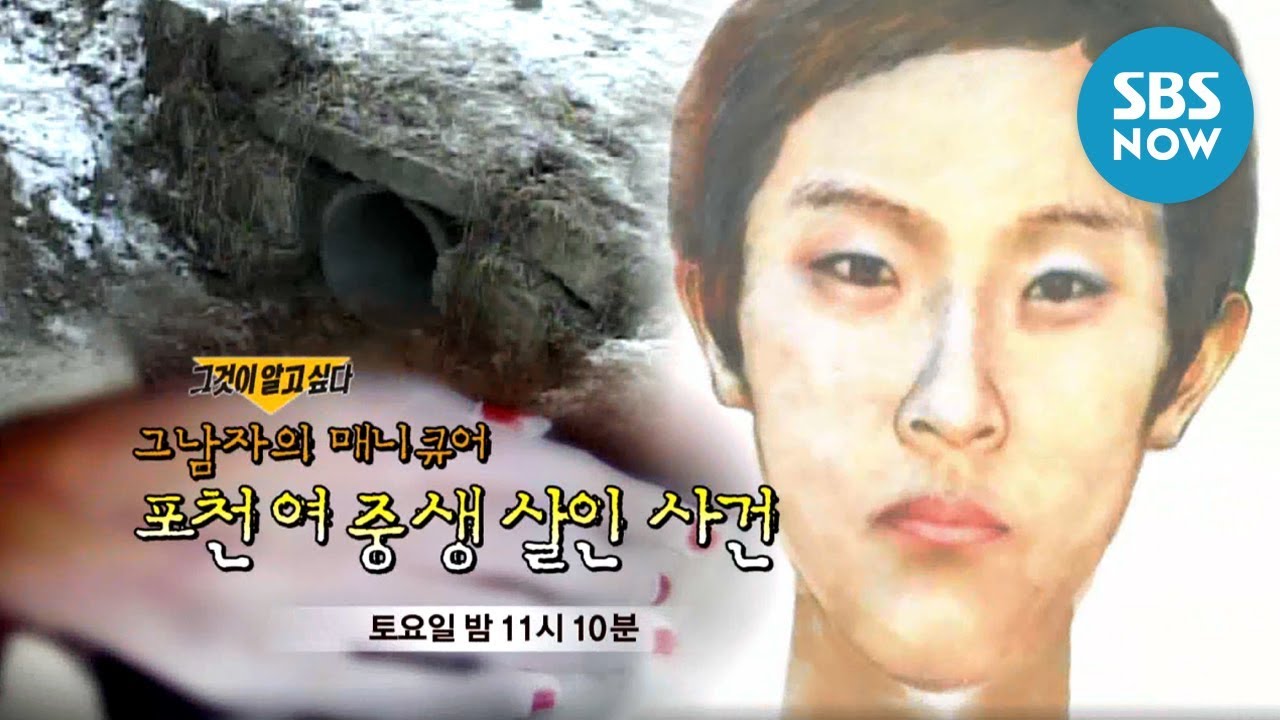 SBS
NOW
그것이 알고싶다
그남자의 매니큐어
포천 여 중생 살인 사건
토요일 밤 11시 10분